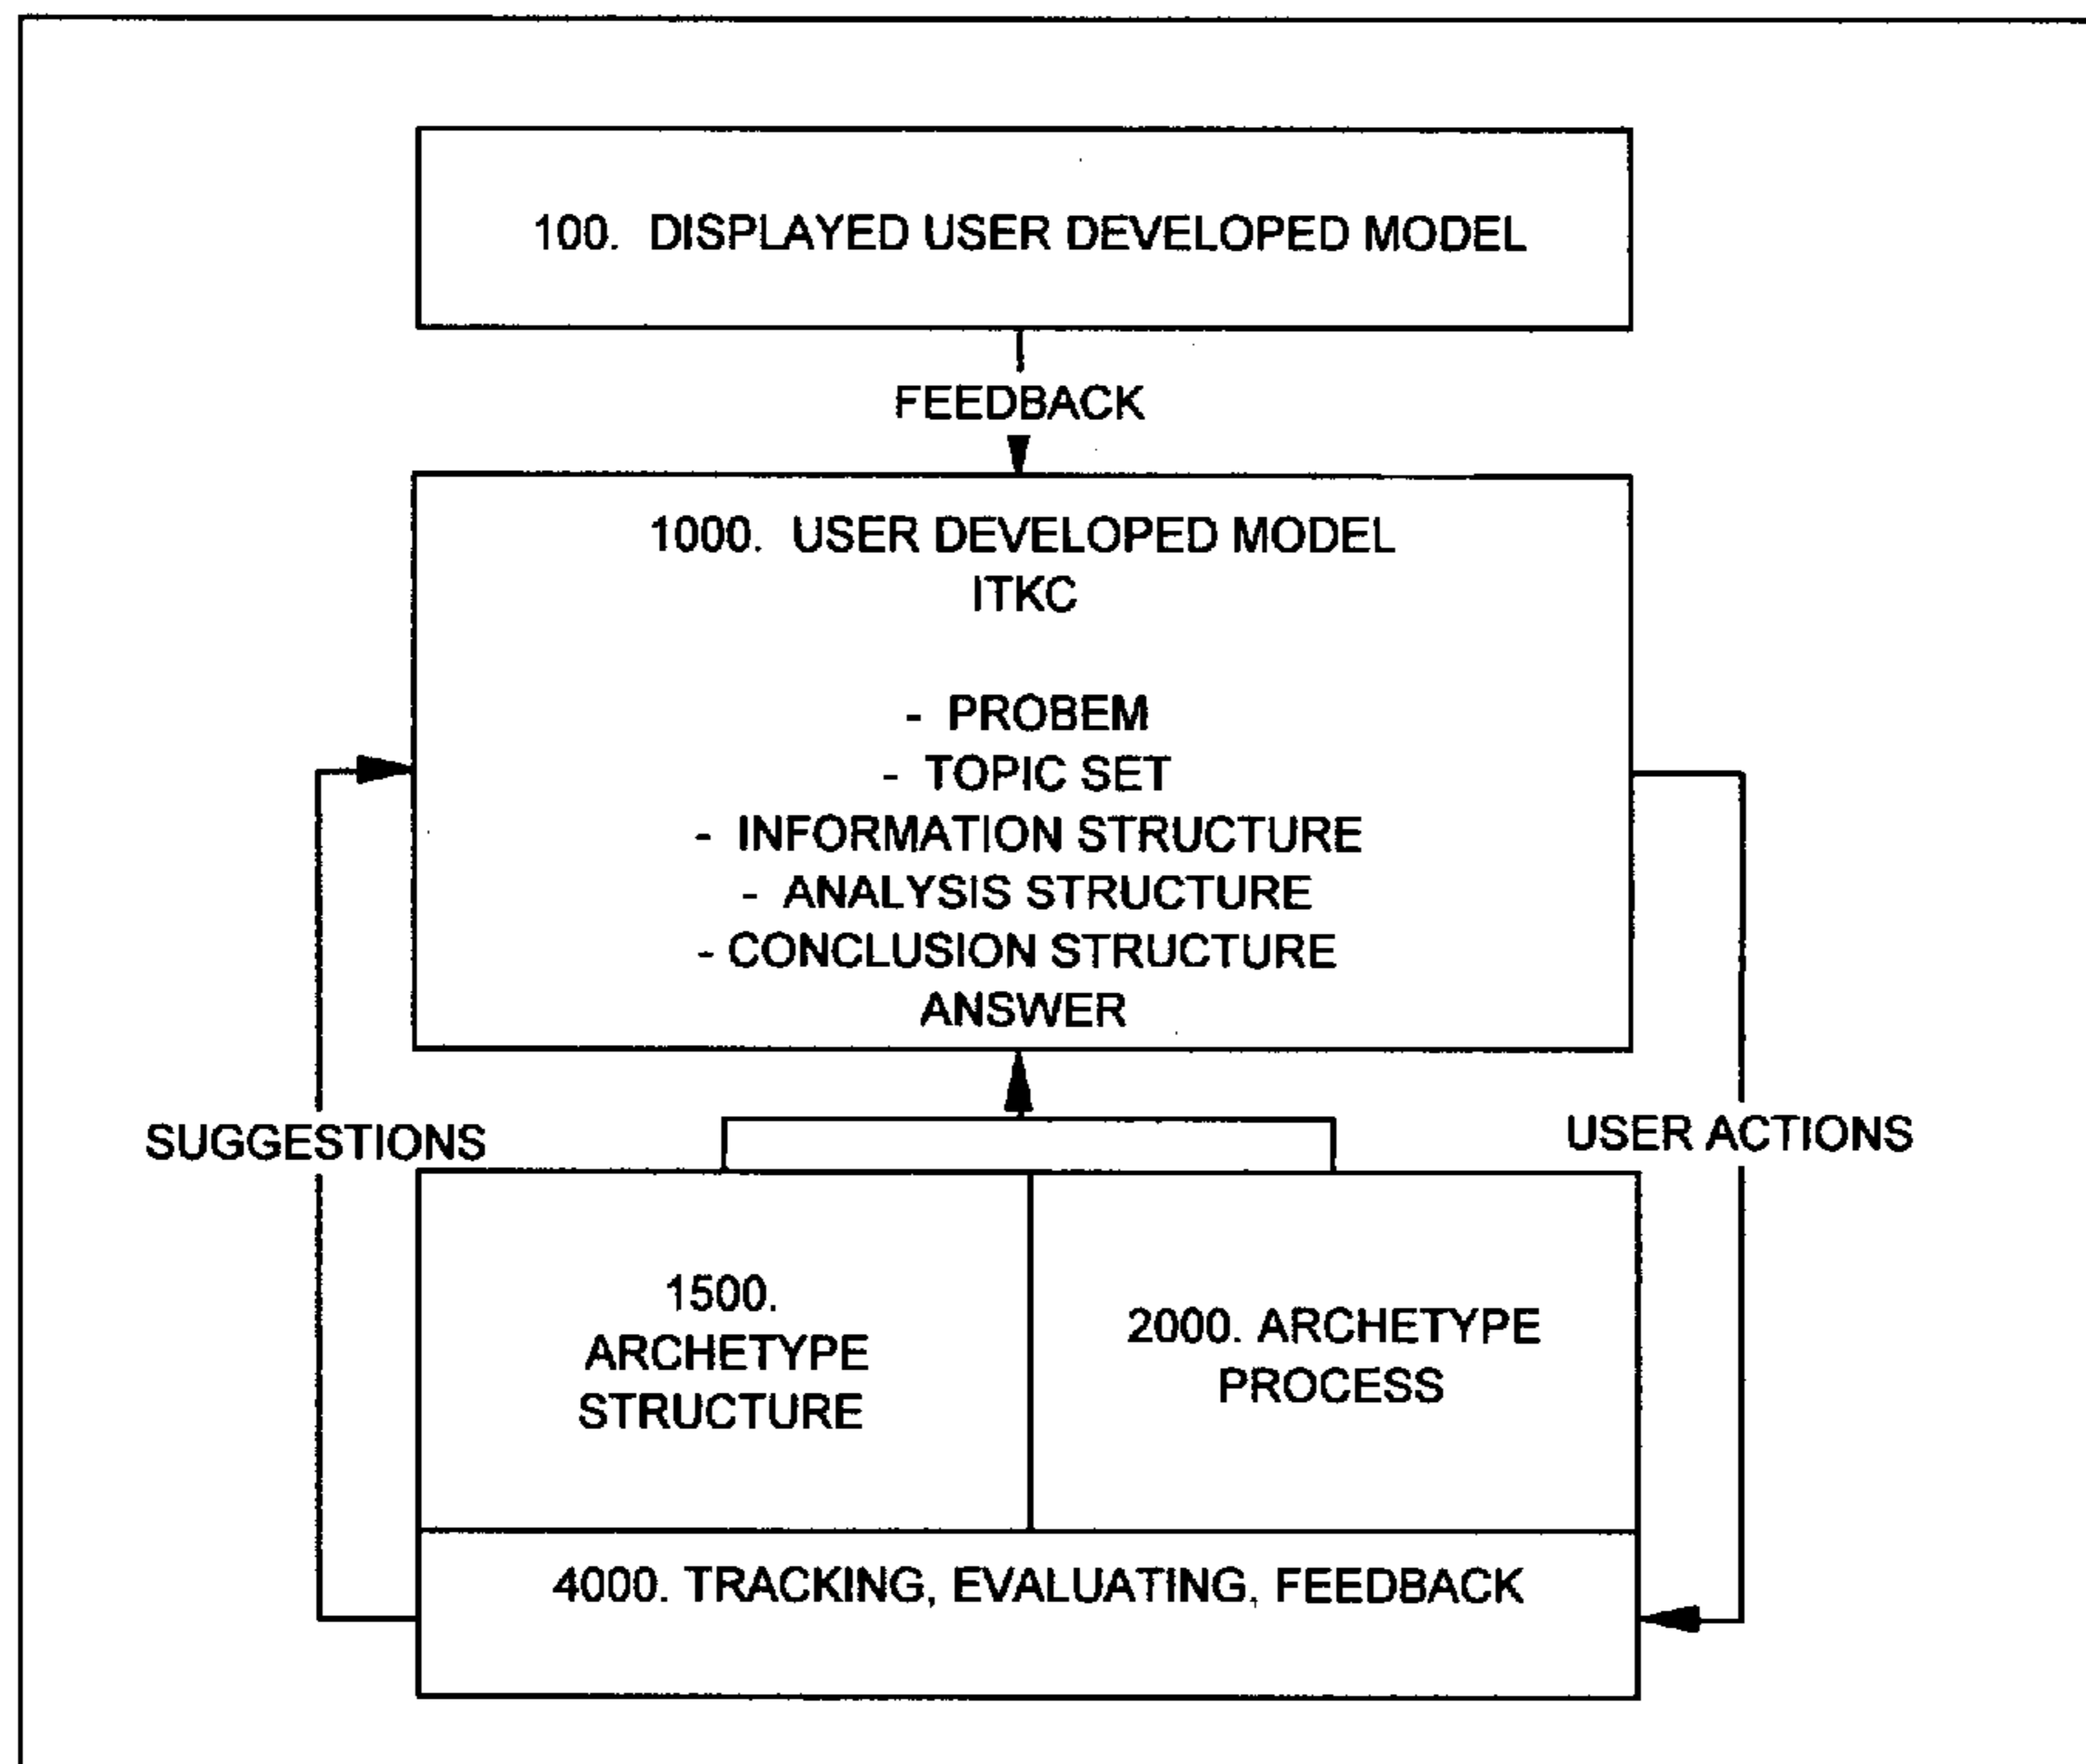 100. DISPLAYED USER DEVELOPED MODEL
FEEDBACK
1000. USER DEVELOPED MODEL
ITKC
- PROBEM
- TOPIC SET
- INFORMATION STRUCTURE
- ANALYSIS STRUCTURE
- CONCLUSION STRUCTURE
ANSWER
SUGGESTIONS
USER ACTIONS
1500.
ARCHETYPE
STRUCTURE
2000. ARCHETYPE
PROCESS
4000. TRACKING, EVALUATING, FEEDBACK